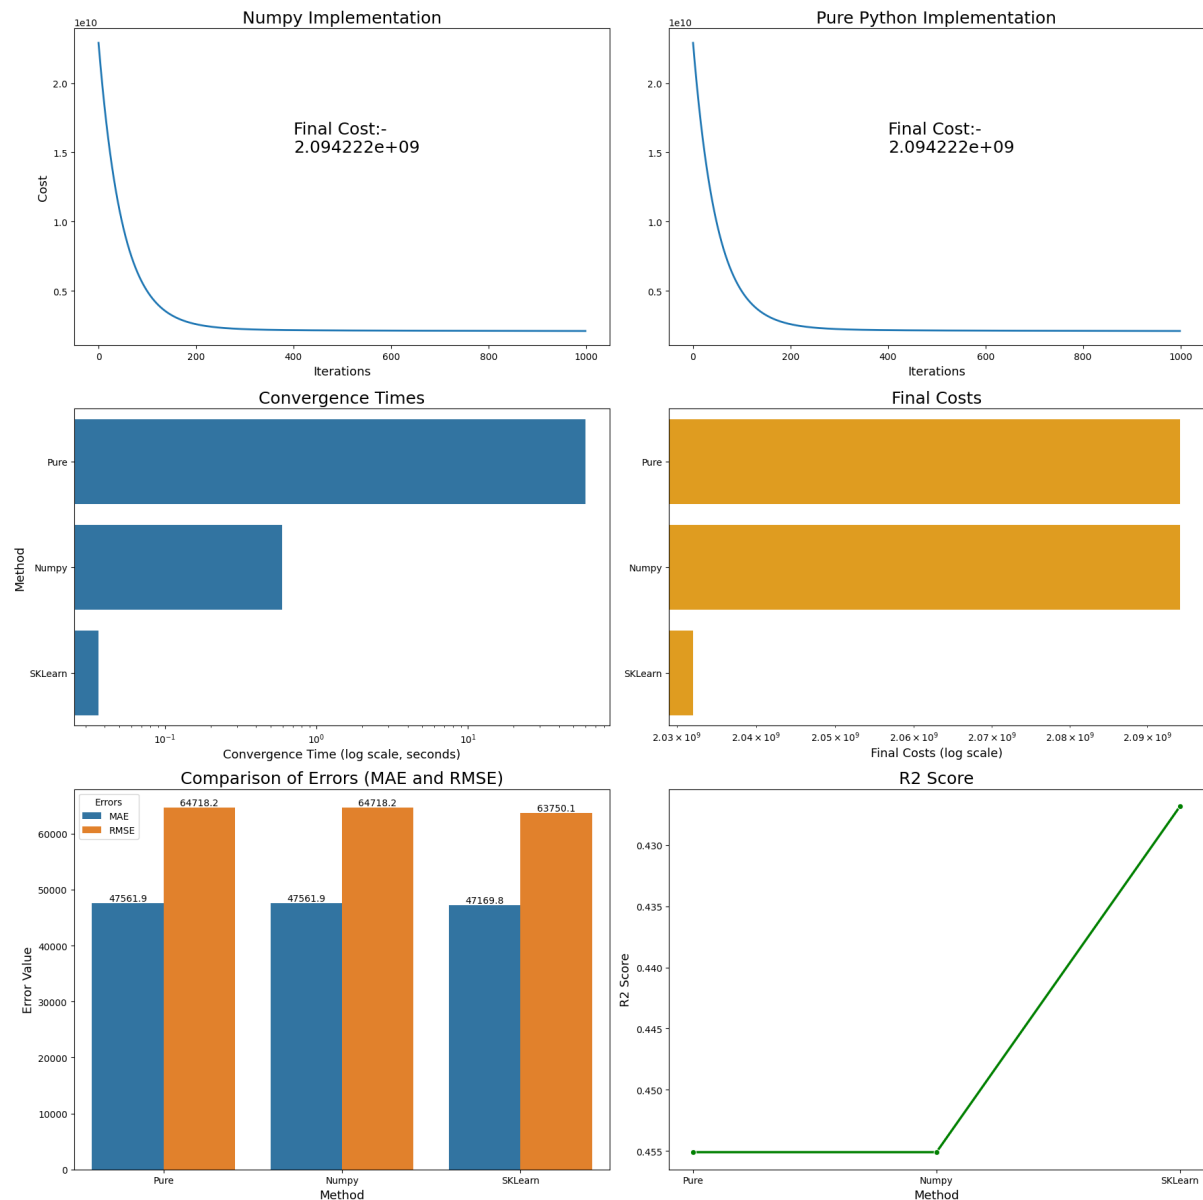 Numpy Implementation
1e10
Cost
2.0
1.5
1.0
0.5
Final Cost:-
2.094222e+09
0
200
400
600
800
1000
Iterations
Pure Python Implementation
1e10
2.0
1.5
1.0
0.5
Final Cost:-
2.094222e+09
0
200
400
600
800
1000
Iterations
Convergence Times
Method
Pure
Numpy
SKLearn
10⁻¹
10⁰
10¹
Convergence Time (log scale, seconds)
Final Costs
Pure
Numpy
SKLearn
2.03 × 10⁹
2.04 × 10⁹
2.05 × 10⁹
2.06 × 10⁹
2.07 × 10⁹
2.08 × 10⁹
2.09 × 10⁹
Final Costs (log scale)
Comparison of Errors (MAE and RMSE)
Errors
MAE
RMSE
Error Value
60000
50000
40000
30000
20000
10000
0
47561.9
64718.2
47561.9
64718.2
47169.8
63750.1
Pure
Numpy
SKLearn
Method
R2 Score
R2 Score
0.430
0.435
0.440
0.445
0.450
0.455
Pure
Numpy
SKLearn
Method